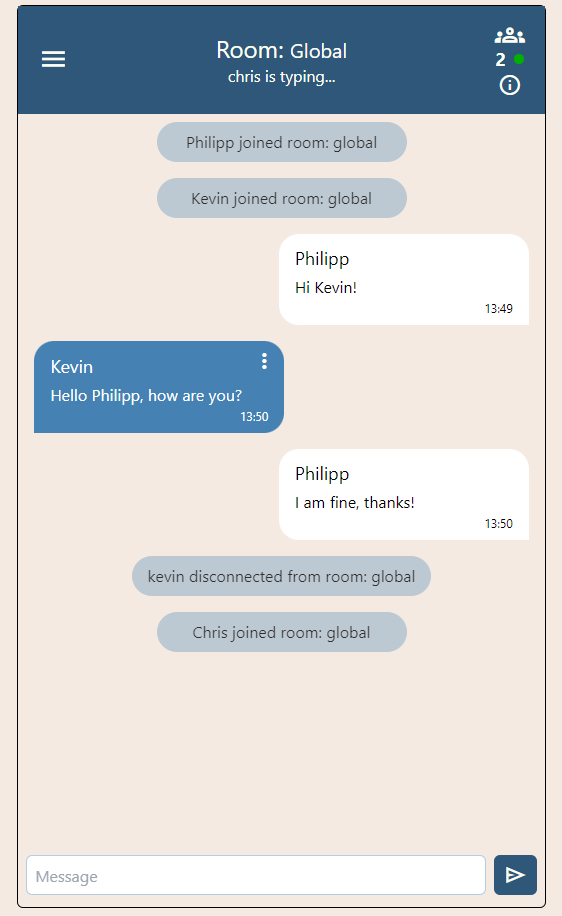 Room: Global
chris is typing...
2
Philipp joined room: global
Kevin joined room: global
Philipp
Hi Kevin!
13:49
Kevin
Hello Philipp, how are you?
13:50
Philipp
I am fine, thanks!
13:50
kevin disconnected from room: global
Chris joined room: global
Message